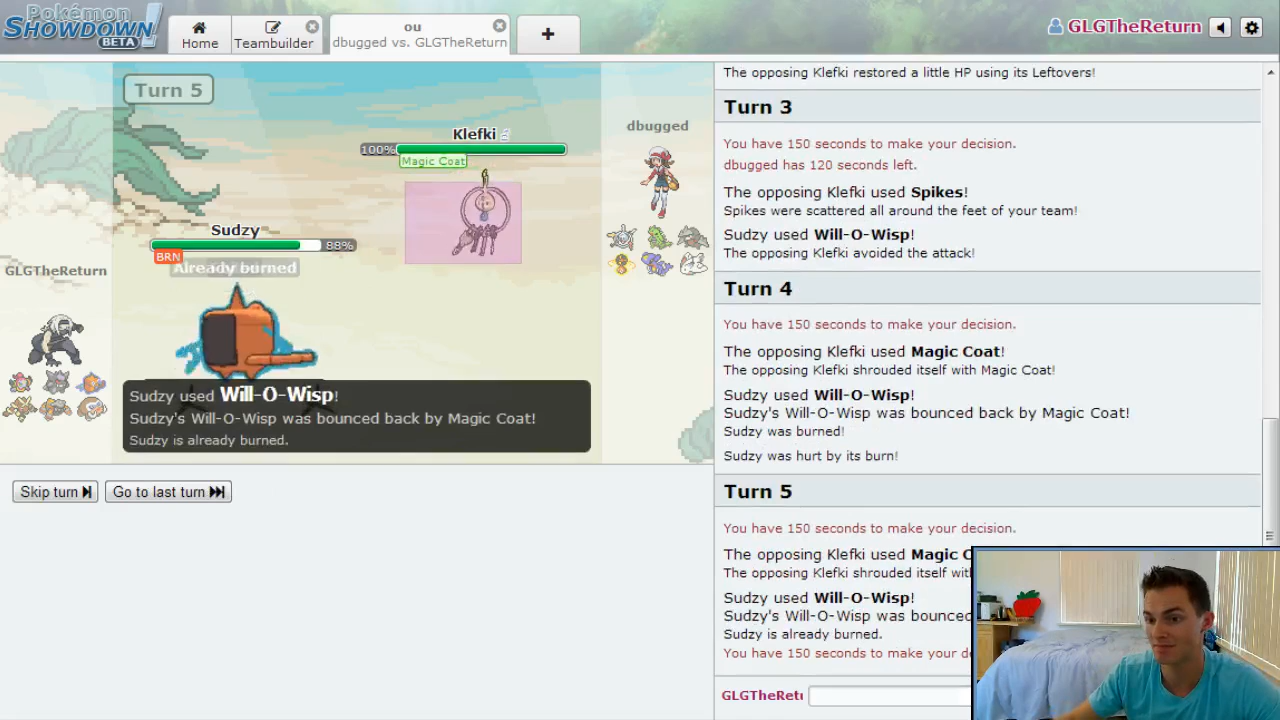 Pokémon
SHOWDOWN!
BETA
Home
Teambuilder
ou
dbugged vs. GLGTheReturn
+
GLGTheReturn
Turn 5
Klefki
100%
Magic Coat
dbugged
Sudzy
88%
BRN
Already burned
GLGTheReturn
Sudzy used Will-O-Wisp!
Sudzy's Will-O-Wisp was bounced back by Magic Coat!
Sudzy is already burned.
Skip turn
Go to last turn
The opposing Klefki restored a little HP using its Leftovers!
Turn 3
You have 150 seconds to make your decision.
dbugged has 120 seconds left.
The opposing Klefki used Spikes!
Spikes were scattered all around the feet of your team!
Sudzy used Will-O-Wisp!
The opposing Klefki avoided the attack!
Turn 4
You have 150 seconds to make your decision.
The opposing Klefki used Magic Coat!
The opposing Klefki shrouded itself with Magic Coat!
Sudzy used Will-O-Wisp!
Sudzy's Will-O-Wisp was bounced back by Magic Coat!
Sudzy was burned!
Sudzy was hurt by its burn!
Turn 5
You have 150 seconds to make your decision.
The opposing Klefki used Magic C
The opposing Klefki shrouded itself with
Sudzy used Will-O-Wisp!
Sudzy's Will-O-Wisp was bounced
Sudzy is already burned.
You have 150 seconds to make your de
GLGTheRetu